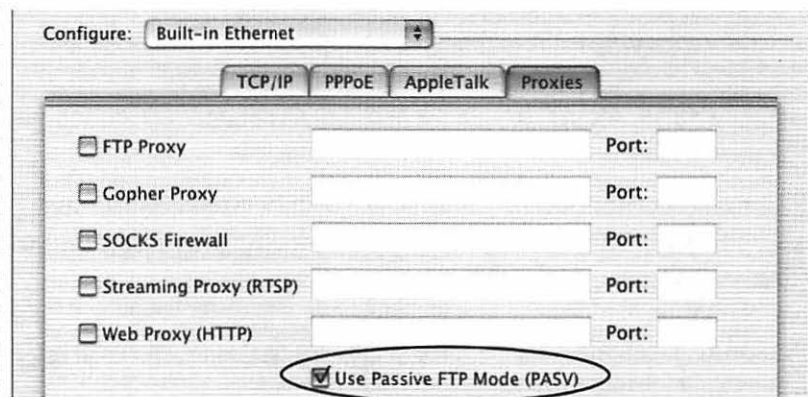 Configure: Built-in Ethernet
TCP/IP PPPoE AppleTalk Proxies
FTP Proxy Port:
Gopher Proxy Port:
SOCKS Firewall Port:
Streaming Proxy (RTSP) Port:
Web Proxy (HTTP) Port:
Use Passive FTP Mode (PASV)